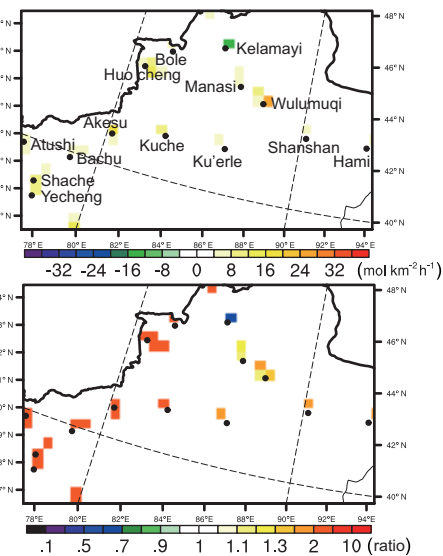 48° N
Bole
Kelamayi
Huo cheng
46° N
Manasi
Wulumuqi
Akesu
44° N
Atushi
Kuche
Shanshan
Bachu
Ku'erle
Hami
42° N
Shache
Yecheng
40° N
78° E 80° E 82° E 84° E 86° E 88° E 90° E 92° E 94° E
-32 -24 -16 -8 0 8 16 24 32 (mol km-2 h-1)
48° N
46° N
44° N
42° N
40° N
78° E 80° E 82° E 84° E 86° E 88° E 90° E 92° E 94° E
.1 .5 .7 .9 1 1.1 1.3 2 10 (ratio)